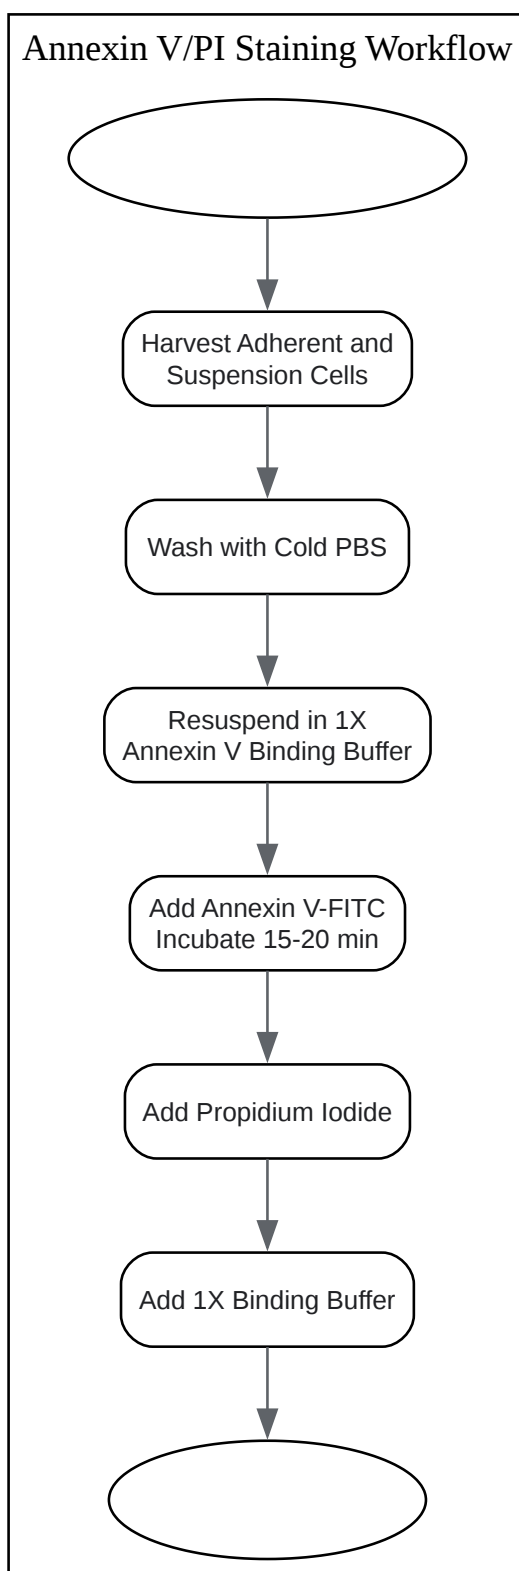 Annexin V/PI Staining Workflow
Harvest Adherent and
Suspension Cells
Wash with Cold PBS
Resuspend in 1X
Annexin V Binding Buffer
Add Annexin V-FITC
Incubate 15-20 min
Add Propidium Iodide
Add 1X Binding Buffer